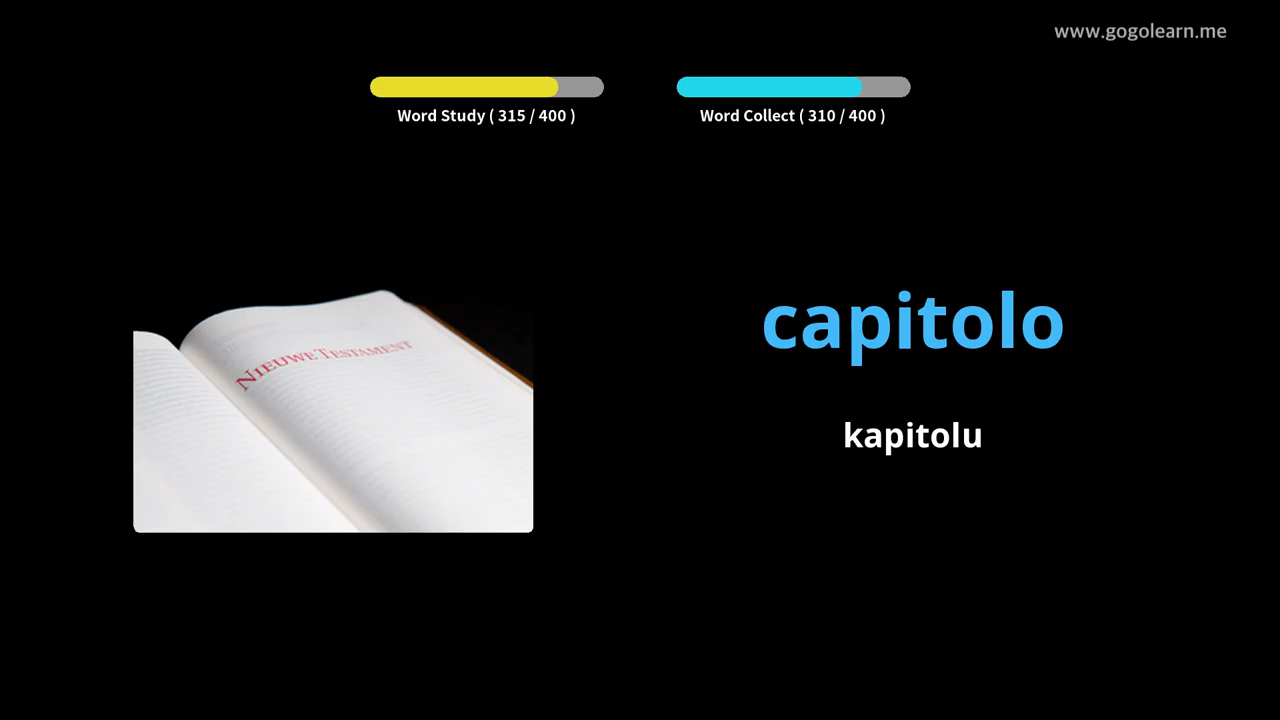 www.gogolearn.me
Word Study ( 315 / 400 )
Word Collect ( 310 / 400 )
NIEUWE TESTAMENT
capitolo
kapitolu